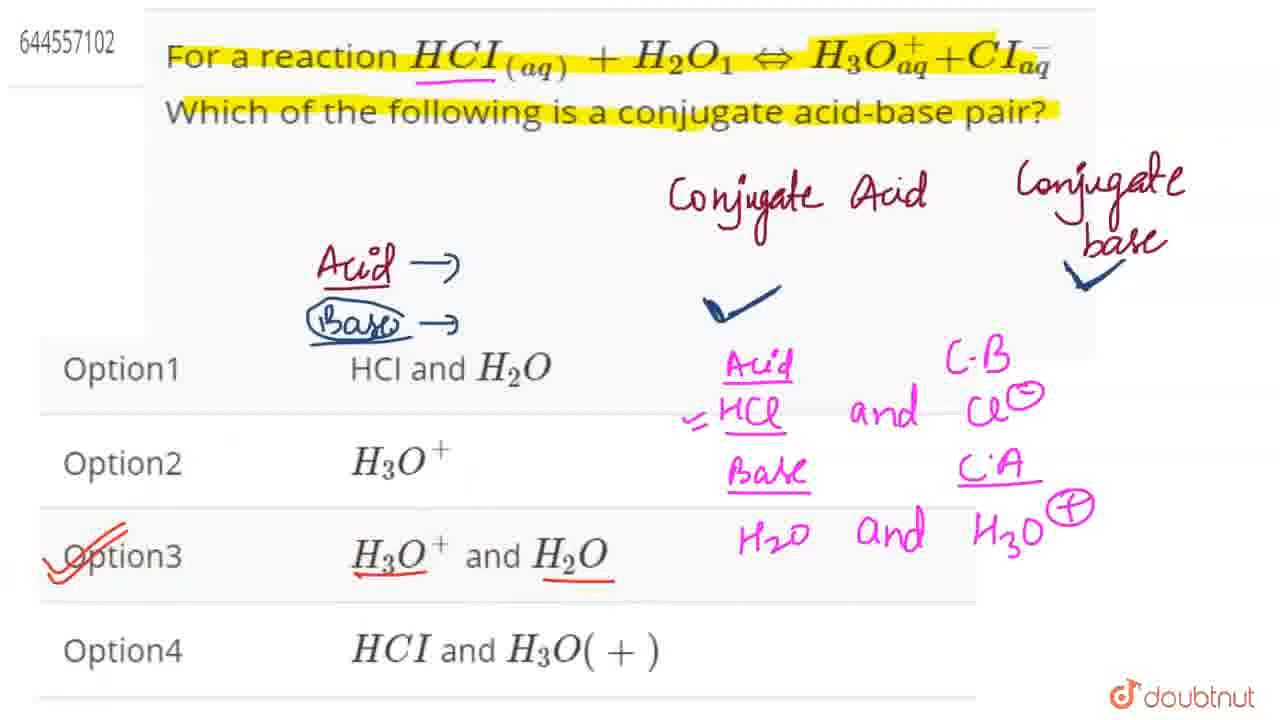 644557102
For a reaction HCI(aq) + H₂O₁ ⇔ H₃O⁺aq+CI⁻aq
Which of the following is a conjugate acid-base pair?
Conjugate Acid Conjugate
base
Acid →
Base →
Option1 HCl and H₂O
Acid C-B
HCl and Cl⊖
Option2 H₃O⁺
Base C·A
Option3 H₃O⁺ and H₂O
H₂O and H₃O⊕
Option4 HCI and H₃O(+)
doubtnut